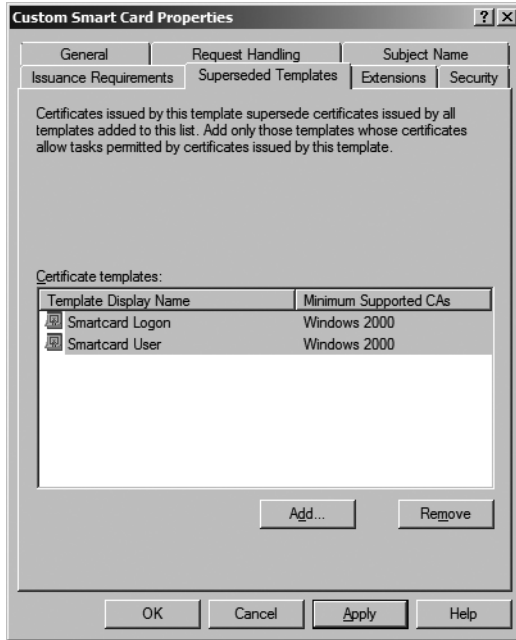 Custom Smart Card Properties
? X
General Request Handling Subject Name
Issuance Requirements Superseded Templates Extensions Security
Certificates issued by this template supersede certificates issued by all
templates added to this list. Add only those templates whose certificates
allow tasks permitted by certificates issued by this template.
Certificate templates:
Template Display Name Minimum Supported CAs
Smartcard Logon Windows 2000
Smartcard User Windows 2000
Add... Remove
OK Cancel Apply Help